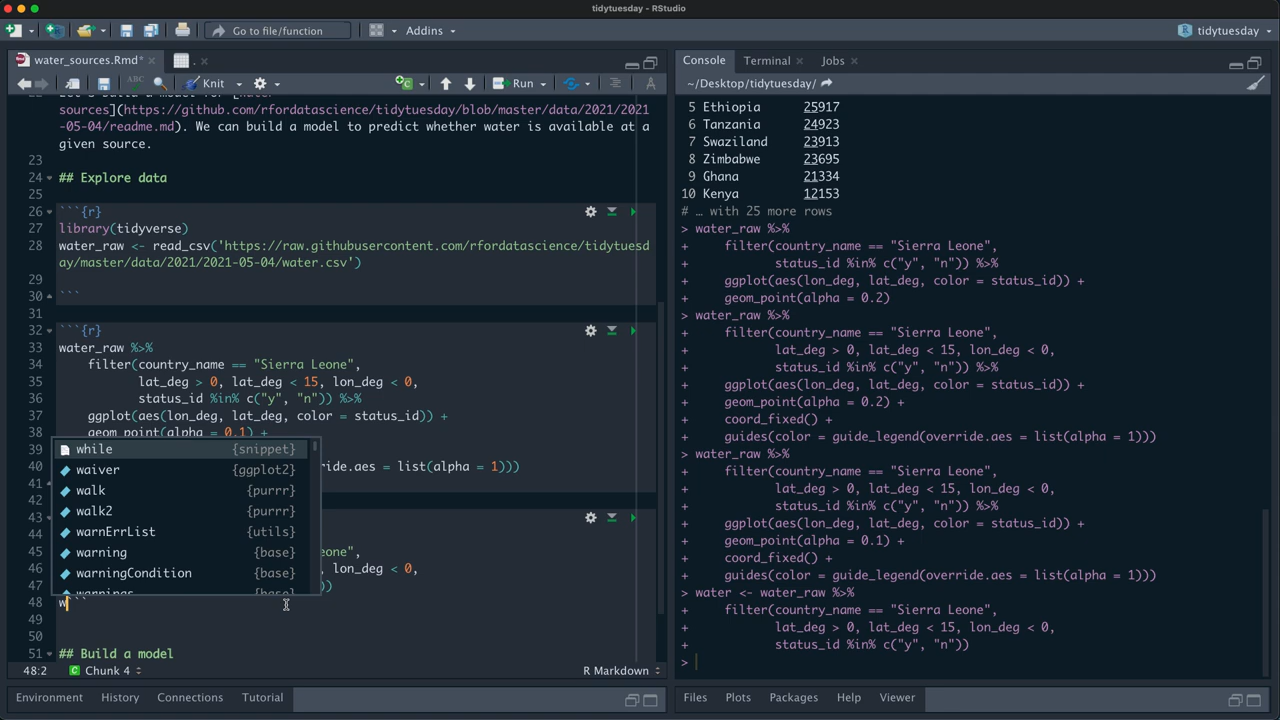 tidytuesday - RStudio
Go to file/function
Addins
tidytuesday
water_sources.Rmd*
.
Console
Terminal
Jobs
ABC
Knit
Run
~/Desktop/tidytuesday/
sources](https://github.com/rfordatascience/tidytuesday/blob/master/data/2021/2021
-05-04/readme.md). We can build a model to predict whether water is available at a
given source.
23
24 ## Explore data
25
26 ```{r}
27 library(tidyverse)
28 water_raw <- read_csv('https://raw.githubusercontent.com/rfordatascience/tidytuesd
ay/master/data/2021/2021-05-04/water.csv')
29
30 ```
31
32 ```{r}
33 water_raw %>%
34 filter(country_name == "Sierra Leone",
35 lat_deg > 0, lat_deg < 15, lon_deg < 0,
36 status_id %in% c("y", "n")) %>%
37 ggplot(aes(lon_deg, lat_deg, color = status_id)) +
38 geom_point(alpha = 0.1) +
39
40 ride.aes = list(alpha = 1)))
41
42
43
44
45 eone",
46 lon_deg < 0,
47 ))
48 w```
49
50
51 ## Build a model
while {snippet}
waiver {ggplot2}
walk {purrr}
walk2 {purrr}
warnErrList {utils}
warning {base}
warningCondition {base}
warnings {base}
48:2
Chunk 4
R Markdown
Environment
History
Connections
Tutorial
5 Ethiopia 25917
6 Tanzania 24923
7 Swaziland 23913
8 Zimbabwe 23695
9 Ghana 21334
10 Kenya 12153
# … with 25 more rows
> water_raw %>%
+ filter(country_name == "Sierra Leone",
+ status_id %in% c("y", "n")) %>%
+ ggplot(aes(lon_deg, lat_deg, color = status_id)) +
+ geom_point(alpha = 0.2)
> water_raw %>%
+ filter(country_name == "Sierra Leone",
+ lat_deg > 0, lat_deg < 15, lon_deg < 0,
+ status_id %in% c("y", "n")) %>%
+ ggplot(aes(lon_deg, lat_deg, color = status_id)) +
+ geom_point(alpha = 0.2) +
+ coord_fixed() +
+ guides(color = guide_legend(override.aes = list(alpha = 1)))
> water_raw %>%
+ filter(country_name == "Sierra Leone",
+ lat_deg > 0, lat_deg < 15, lon_deg < 0,
+ status_id %in% c("y", "n")) %>%
+ ggplot(aes(lon_deg, lat_deg, color = status_id)) +
+ geom_point(alpha = 0.1) +
+ coord_fixed() +
+ guides(color = guide_legend(override.aes = list(alpha = 1)))
> water <- water_raw %>%
+ filter(country_name == "Sierra Leone",
+ lat_deg > 0, lat_deg < 15, lon_deg < 0,
+ status_id %in% c("y", "n"))
>
Files
Plots
Packages
Help
Viewer